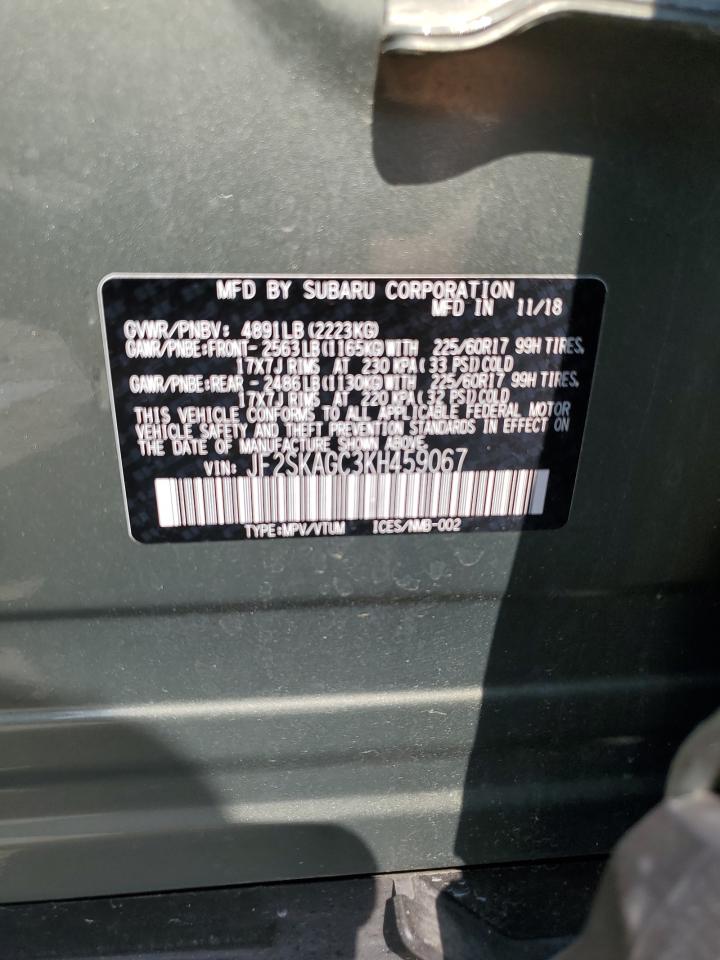 MFD BY SUBARU CORPORATION
MFD IN 11/18
GVWR/PNBV: 4891LB(2223KG)
GAWR/PNBE:FRONT-2563LB(1165KG)WITH 225/60R17 99H TIRES,
17X7J RIMS AT 230 KPA(33 PSI)COLD
GAWR/PNBE:REAR -2486LB(1130KG)WITH 225/60R17 99H TIRES,
17X7J RIMS AT 220 KPA(32 PSI)COLD
THIS VEHICLE CONFORMS TO ALL APPLICABLE FEDERAL MOTOR
VEHICLE SAFETY AND THEFT PREVENTION STANDARDS IN EFFECT ON
THE DATE OF MANUFACTURE SHOWN ABOVE.
VIN: JF2SKAGC3KH459067
TYPE:MPV/VTUM ICES/NMB-002